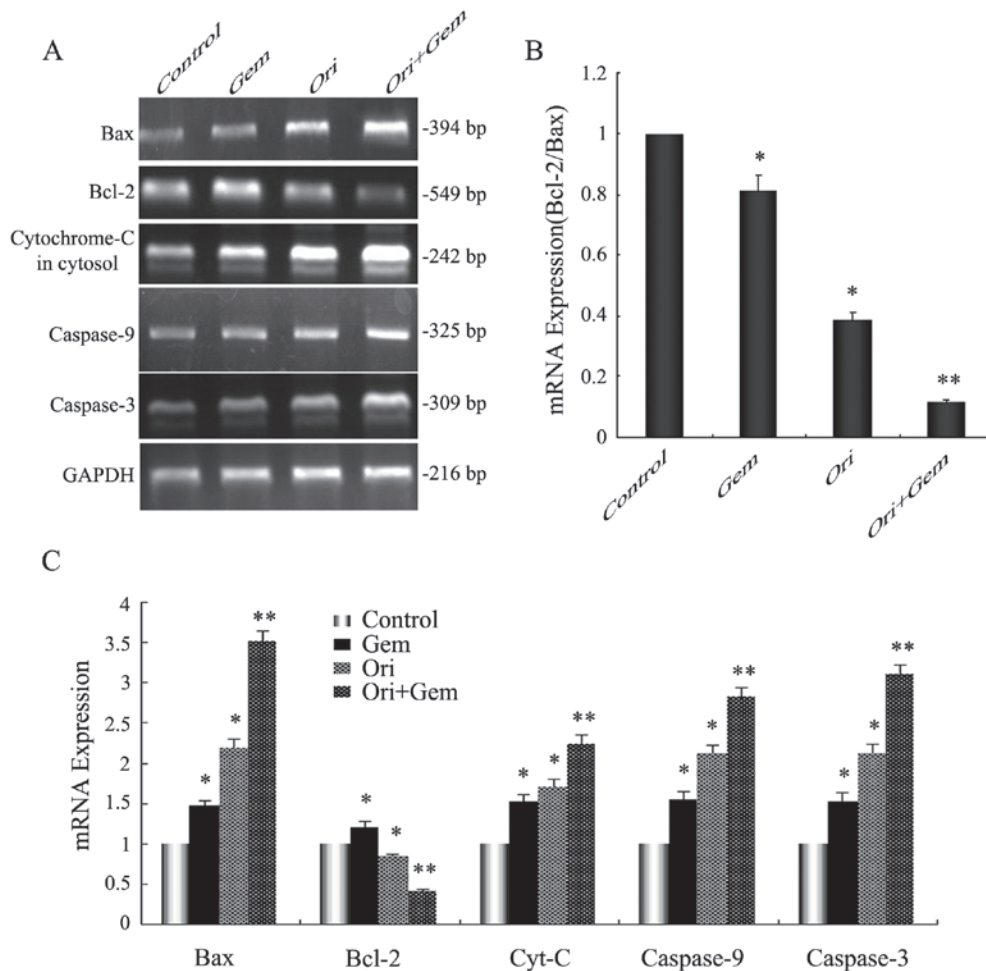 A
Control Gem Ori Ori+Gem
Bax -394 bp
Bcl-2 -549 bp
Cytochrome-C
in cytosol -242 bp
Caspase-9 -325 bp
Caspase-3 -309 bp
GAPDH -216 bp
B
mRNA Expression(Bcl-2/Bax)
1.2
1
0.8
0.6
0.4
0.2
0
*
*
**
Control Gem Ori Ori+Gem
C
mRNA Expression
4
3.5
3
2.5
2
1.5
1
0.5
0
Control
Gem
Ori
Ori+Gem
* * **
* * **
* * **
* * **
* * **
Bax Bcl-2 Cyt-C Caspase-9 Caspase-3